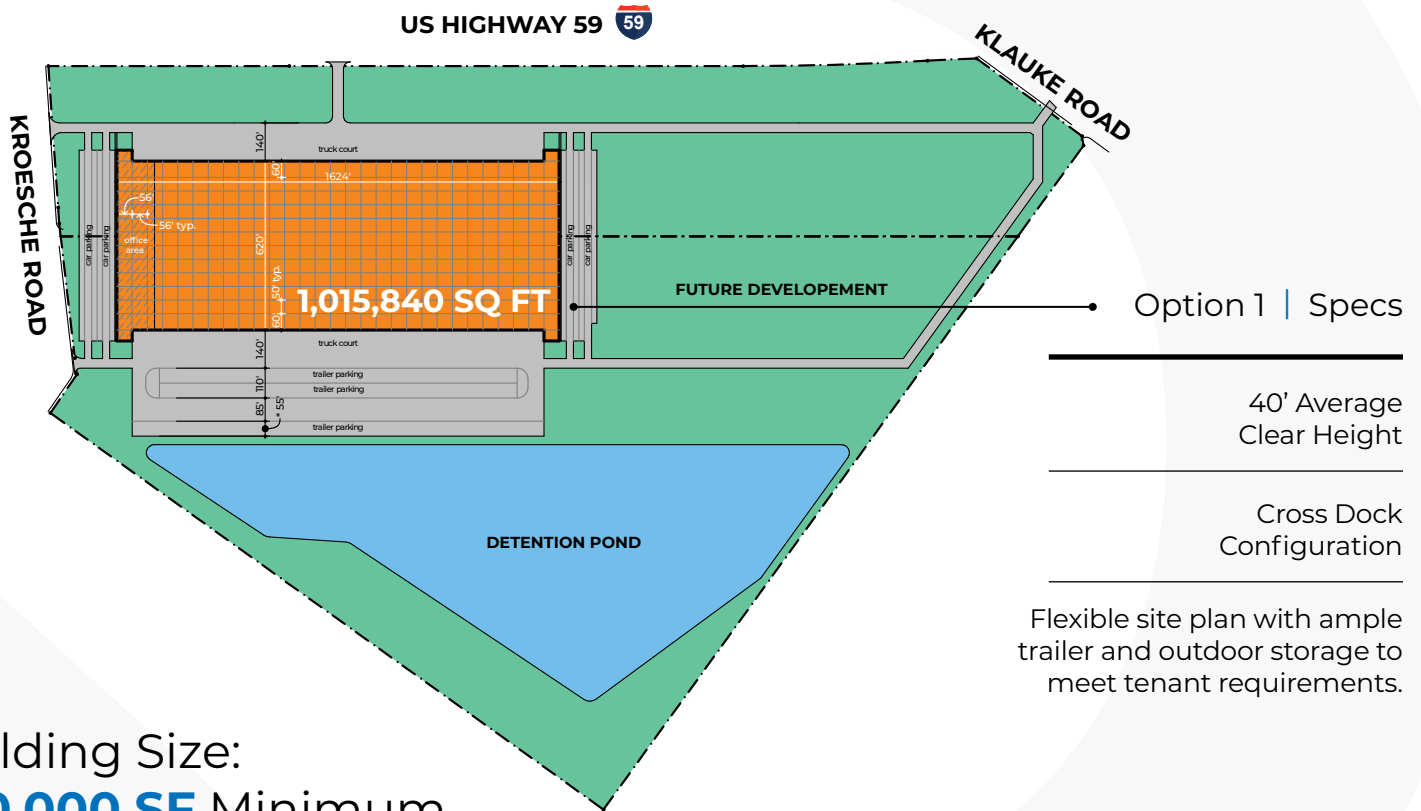 US HIGHWAY 59
59
KLAUKE ROAD
KROESCHE ROAD
140'
truck court
60'
1624'
56'
56' typ.
office
area
car parking
car parking
620'
50' typ.
60'
1,015,840 SQ FT
car parking
car parking
FUTURE DEVELOPEMENT
140'
truck court
110'
trailer parking
trailer parking
85'
* 55'
trailer parking
DETENTION POND
Option 1 | Specs
40’ Average
Clear Height
Cross Dock
Configuration
Flexible site plan with ample
trailer and outdoor storage to
meet tenant requirements.
lding Size:
0,000 SF Minimum